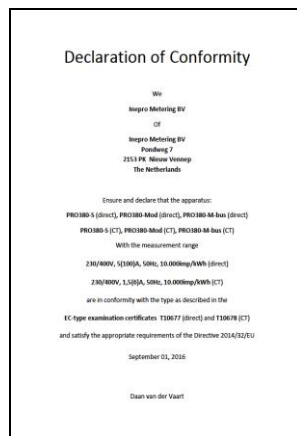 Declaration of Conformity
We
Inepro Metering BV
Of
Inepro Metering BV
Pondweg 7
2153 PK Nieuw Vennep
The Netherlands
Ensure and declare that the apparatus:
PRO380-S (direct), PRO380-Mod (direct), PRO380-M-bus (direct)
PRO380-S (CT), PRO380-Mod (CT), PRO380-M-bus (CT)
With the measurement range
230/400V, 5(100)A, 50Hz, 10.000imp/kWh (direct)
230/400V, 1,5(6)A, 50Hz, 10.000imp/kWh (CT)
are in conformity with the type as described in the
EC-type examination certificates T10677 (direct) and T10678 (CT)
and satisfy the appropriate requirements of the Directive 2014/32/EU
September 01, 2016
Daan van der Vaart